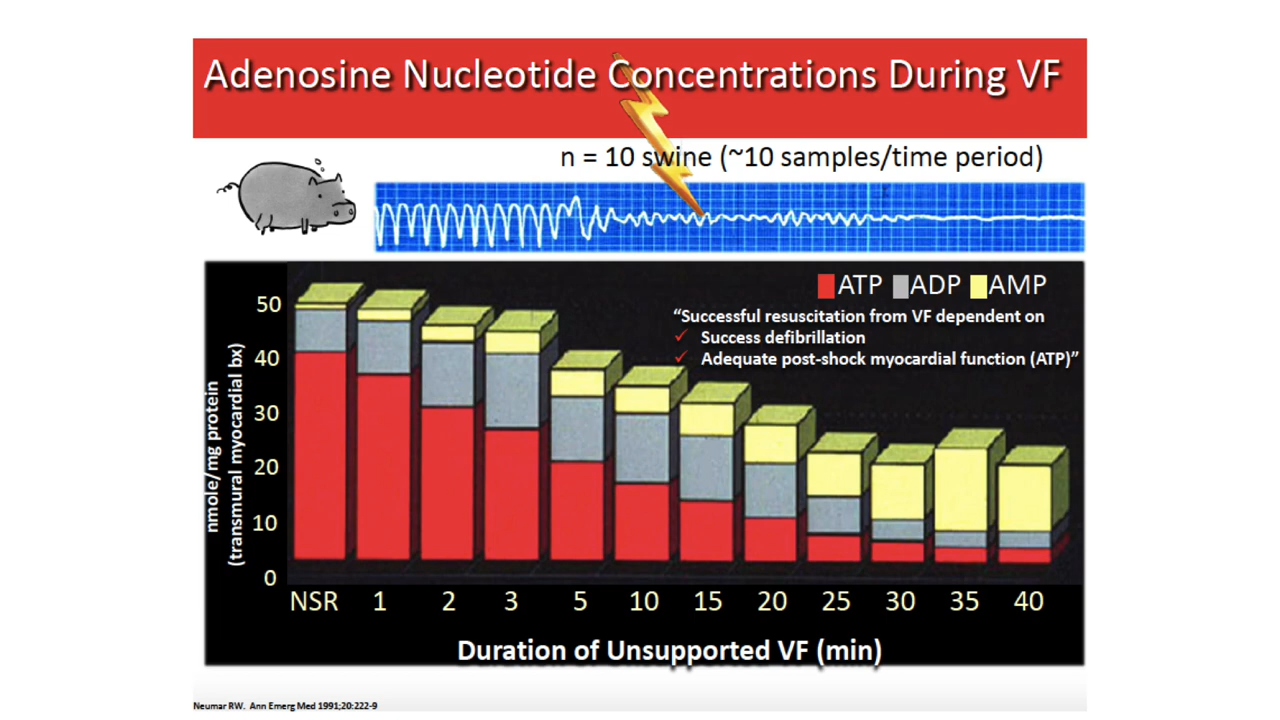 Adenosine Nucleotide Concentrations During VF
n = 10 swine (~10 samples/time period)
ATP ADP AMP
“Successful resuscitation from VF dependent on
✓ Success defibrillation
✓ Adequate post-shock myocardial function (ATP)”
nmole/mg protein
(transmural myocardial bx)
50
40
30
20
10
0
NSR 1 2 3 5 10 15 20 25 30 35 40
Duration of Unsupported VF (min)
Neumar RW. Ann Emerg Med 1991;20:222-9